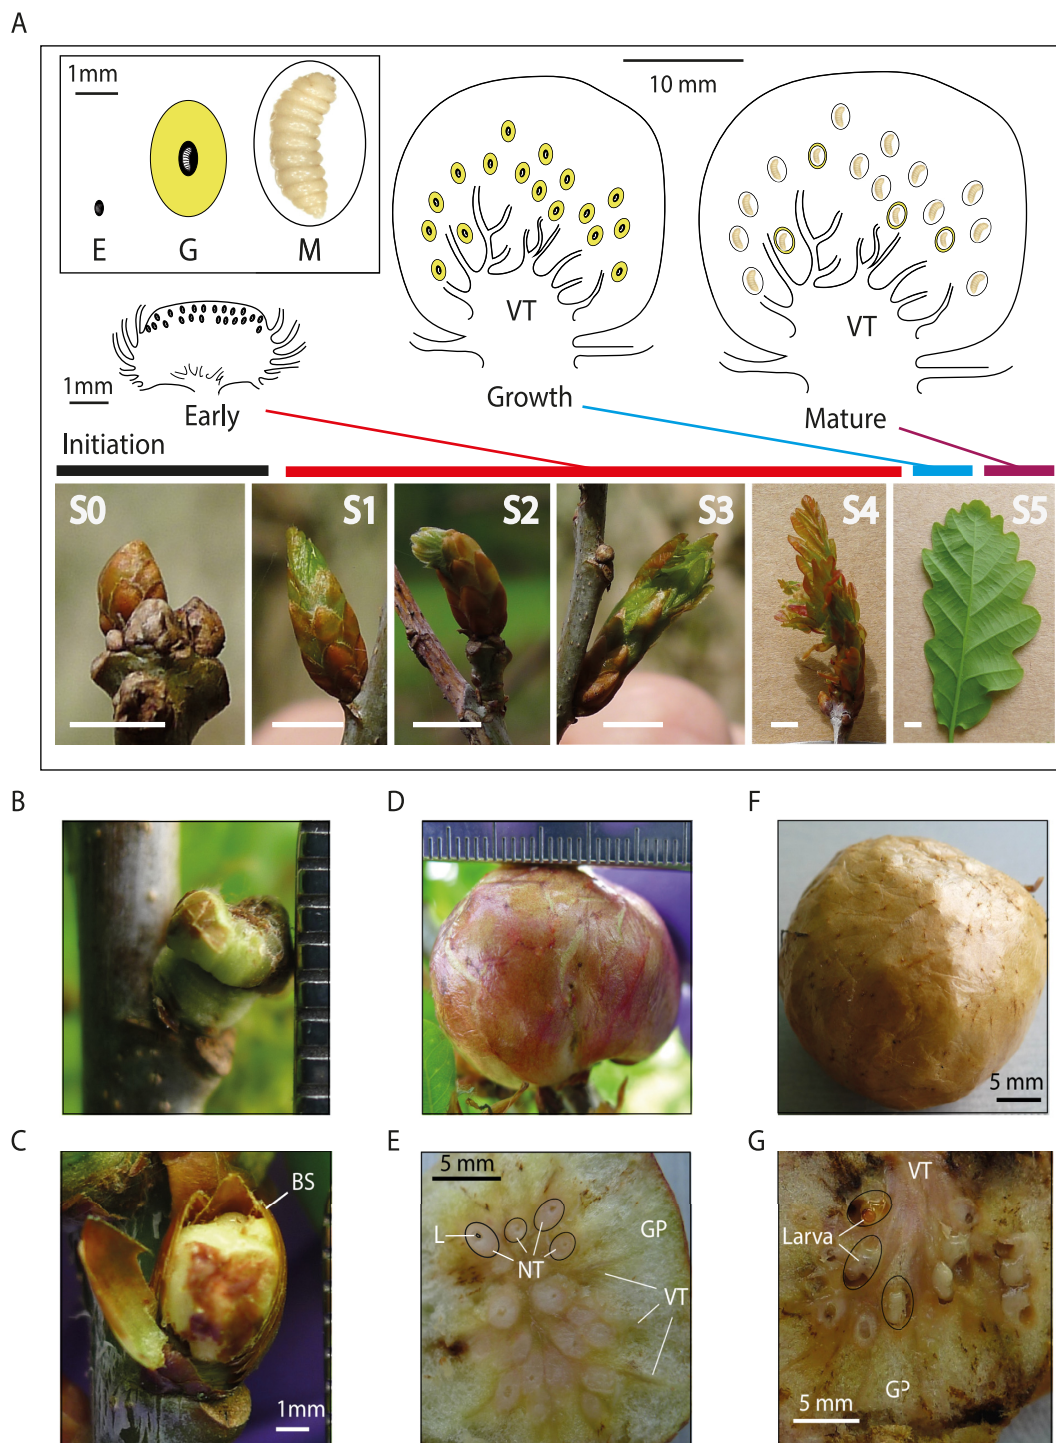 A
1mm
10 mm
E
G
M
VT
VT
1mm
Early
Growth
Mature
Initiation
S0
S1
S2
S3
S4
S5
B
D
F
5 mm
C
E
G
BS
1mm
5 mm
L
NT
GP
VT
VT
Larva
GP
5 mm